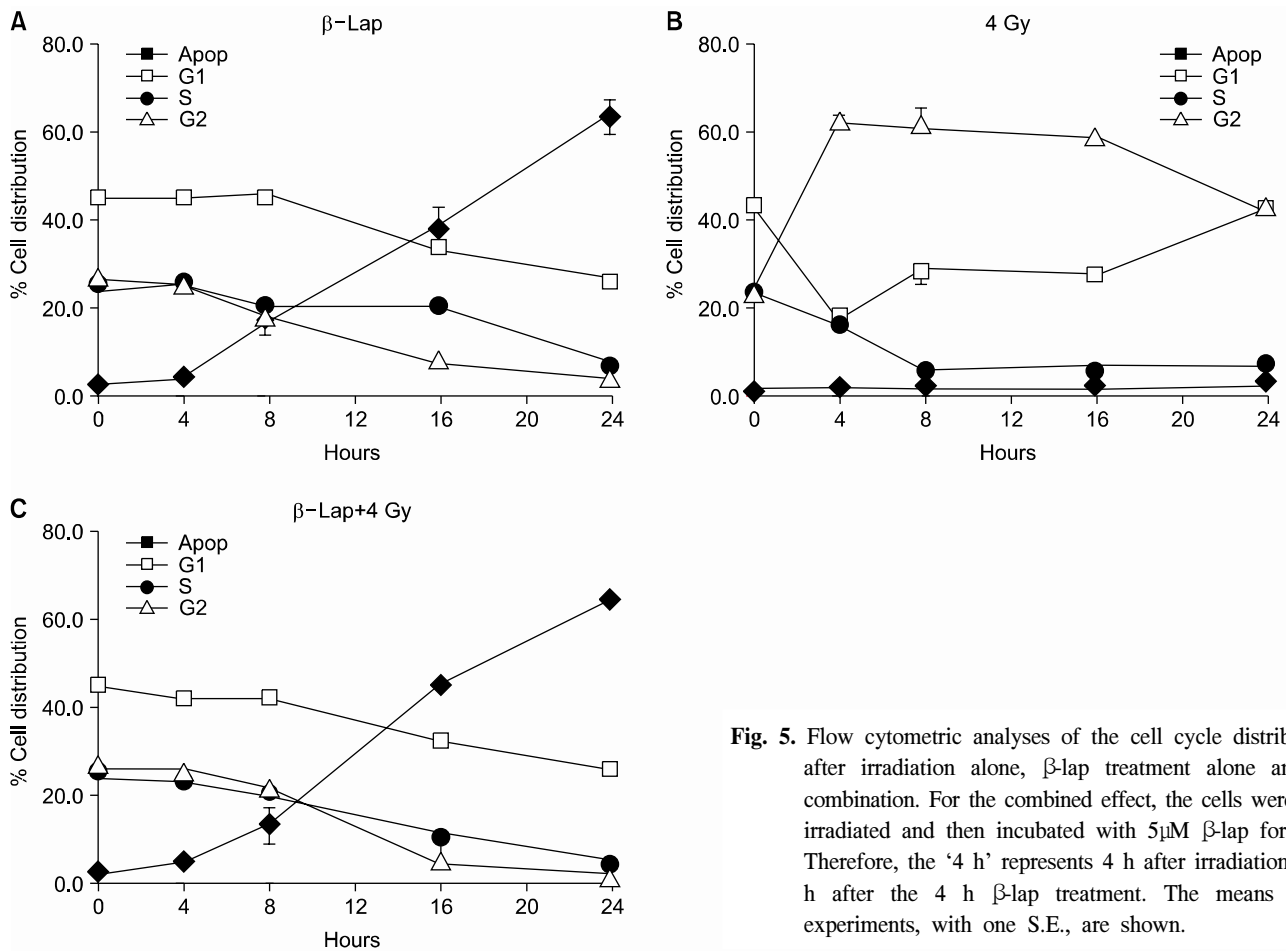 A
β-Lap
80.0
60.0
40.0
20.0
0.0
% Cell distribution
Apop
G1
S
G2
0 4 8 12 16 20 24
Hours
B
4 Gy
80.0
60.0
40.0
20.0
0.0
% Cell distribution
Apop
G1
S
G2
0 4 8 12 16 20 24
Hours
C
β-Lap+4 Gy
80.0
60.0
40.0
20.0
0.0
% Cell distribution
Apop
G1
S
G2
0 4 8 12 16 20 24
Hours
Fig. 5. Flow cytometric analyses of the cell cycle distrib
after irradiation alone, β-lap treatment alone an
combination. For the combined effect, the cells were
irradiated and then incubated with 5μM β-lap for
Therefore, the ‘4 h’ represents 4 h after irradiation
h after the 4 h β-lap treatment. The means
experiments, with one S.E., are shown.